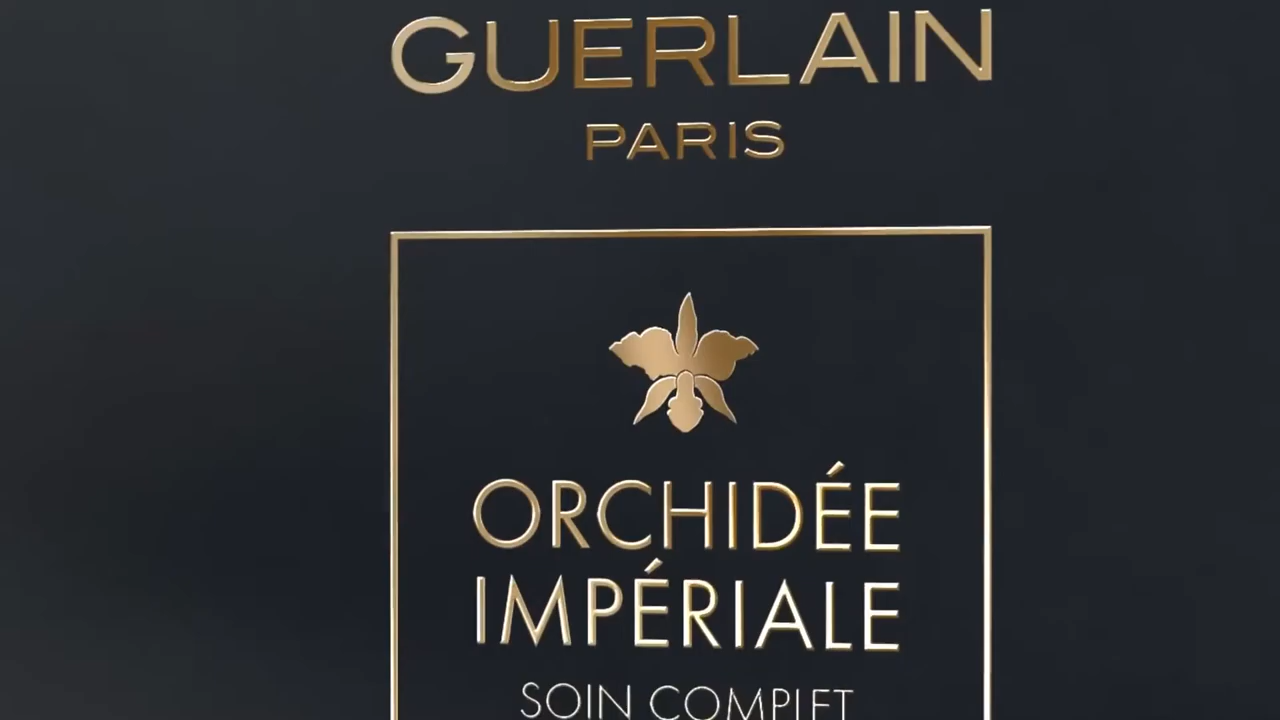 GUERLAIN
PARIS
ORCHIDÉE
IMPÉRIALE
SOIN COMPLET